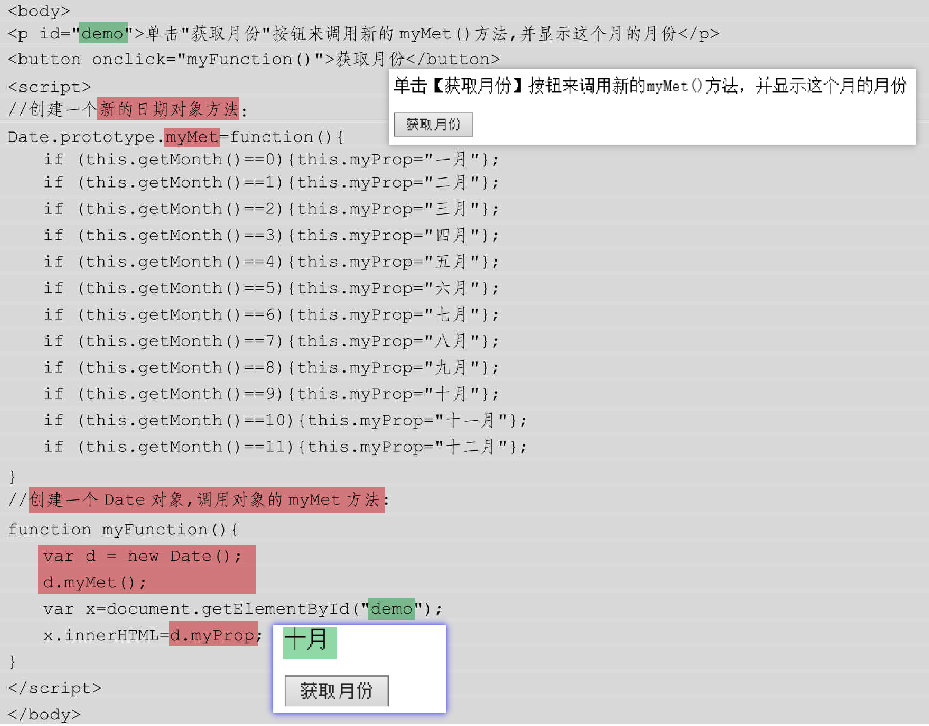 <body>
<p id="demo">单击"获取月份"按钮来调用新的 myMet()方法,并显示这个月的月份</p>
<button onclick="myFunction()">获取月份</button>
<script>
单击【获取月份】按钮来调用新的myMet()方法，并显示这个月的月份
获取月份
//创建一个新的日期对象方法:
Date.prototype.myMet=function(){
if (this.getMonth()==0){this.myProp="一月"};
if (this.getMonth()==1){this.myProp="二月"};
if (this.getMonth()==2){this.myProp="三月"};
if (this.getMonth()==3){this.myProp="四月"};
if (this.getMonth()==4){this.myProp="五月"};
if (this.getMonth()==5){this.myProp="六月"};
if (this.getMonth()==6){this.myProp="七月"};
if (this.getMonth()==7){this.myProp="八月"};
if (this.getMonth()==8){this.myProp="九月"};
if (this.getMonth()==9){this.myProp="十月"};
if (this.getMonth()==10){this.myProp="十一月"};
if (this.getMonth()==11){this.myProp="十二月"};
}
//创建一个 Date 对象,调用对象的 myMet 方法:
function myFunction(){
var d = new Date();
d.myMet();
var x=document.getElementById("demo");
x.innerHTML=d.myProp;
}
十月
获取月份
</script>
</body>